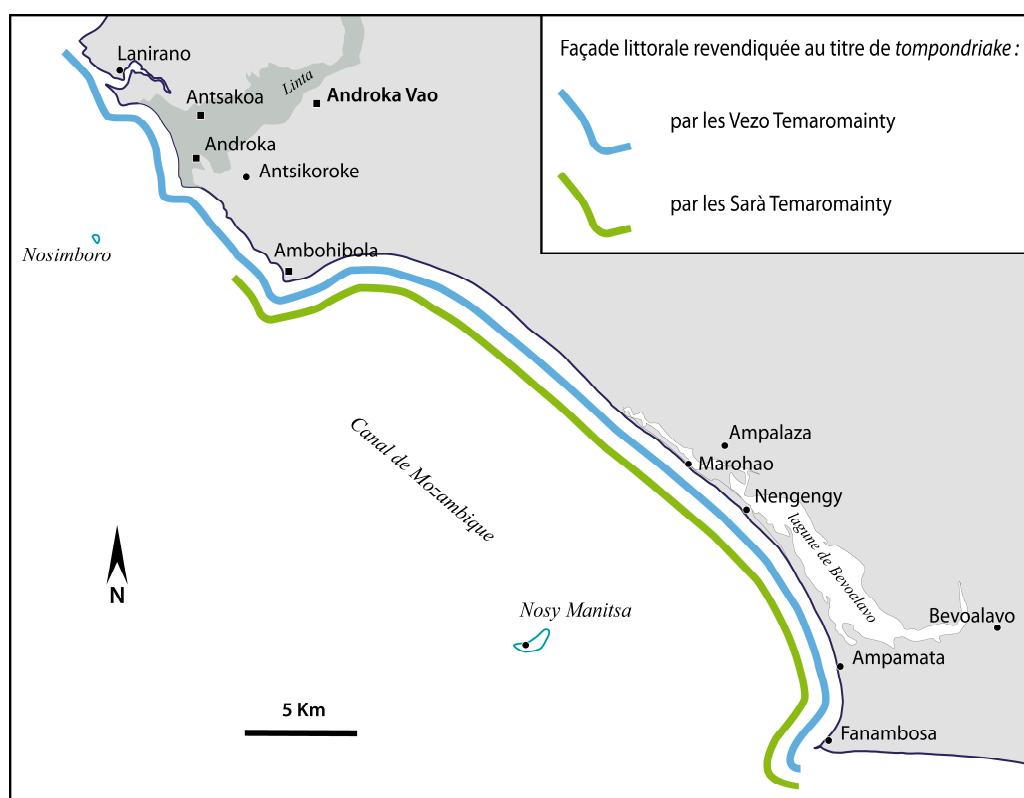 Façade littorale revendiquée au titre de tompondriake :
par les Vezo Temaromainty
par les Sarà Temaromainty
Lanirano
Linta
Antsakoa
Androka Vao
Androka
Antsikoroke
Nosimboro
Ambohibola
Canal de Mozambique
Ampalaza
Marohao
Nengengy
lagune de Bevoalavo
N
Nosy Manitsa
Bevoalavo
Ampamata
5 Km
Fanambosa